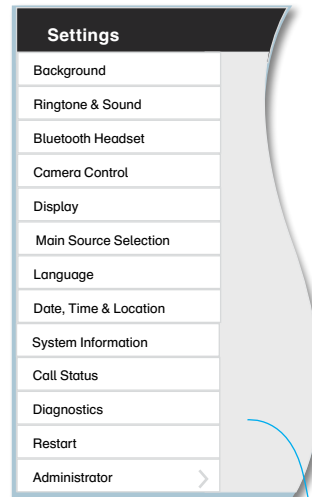 Settings
Background
Ringtone & Sound
Bluetooth Headset
Camera Control
Display
Main Source Selection
Language
Date, Time & Location
System Information
Call Status
Diagnostics
Restart
Administrator